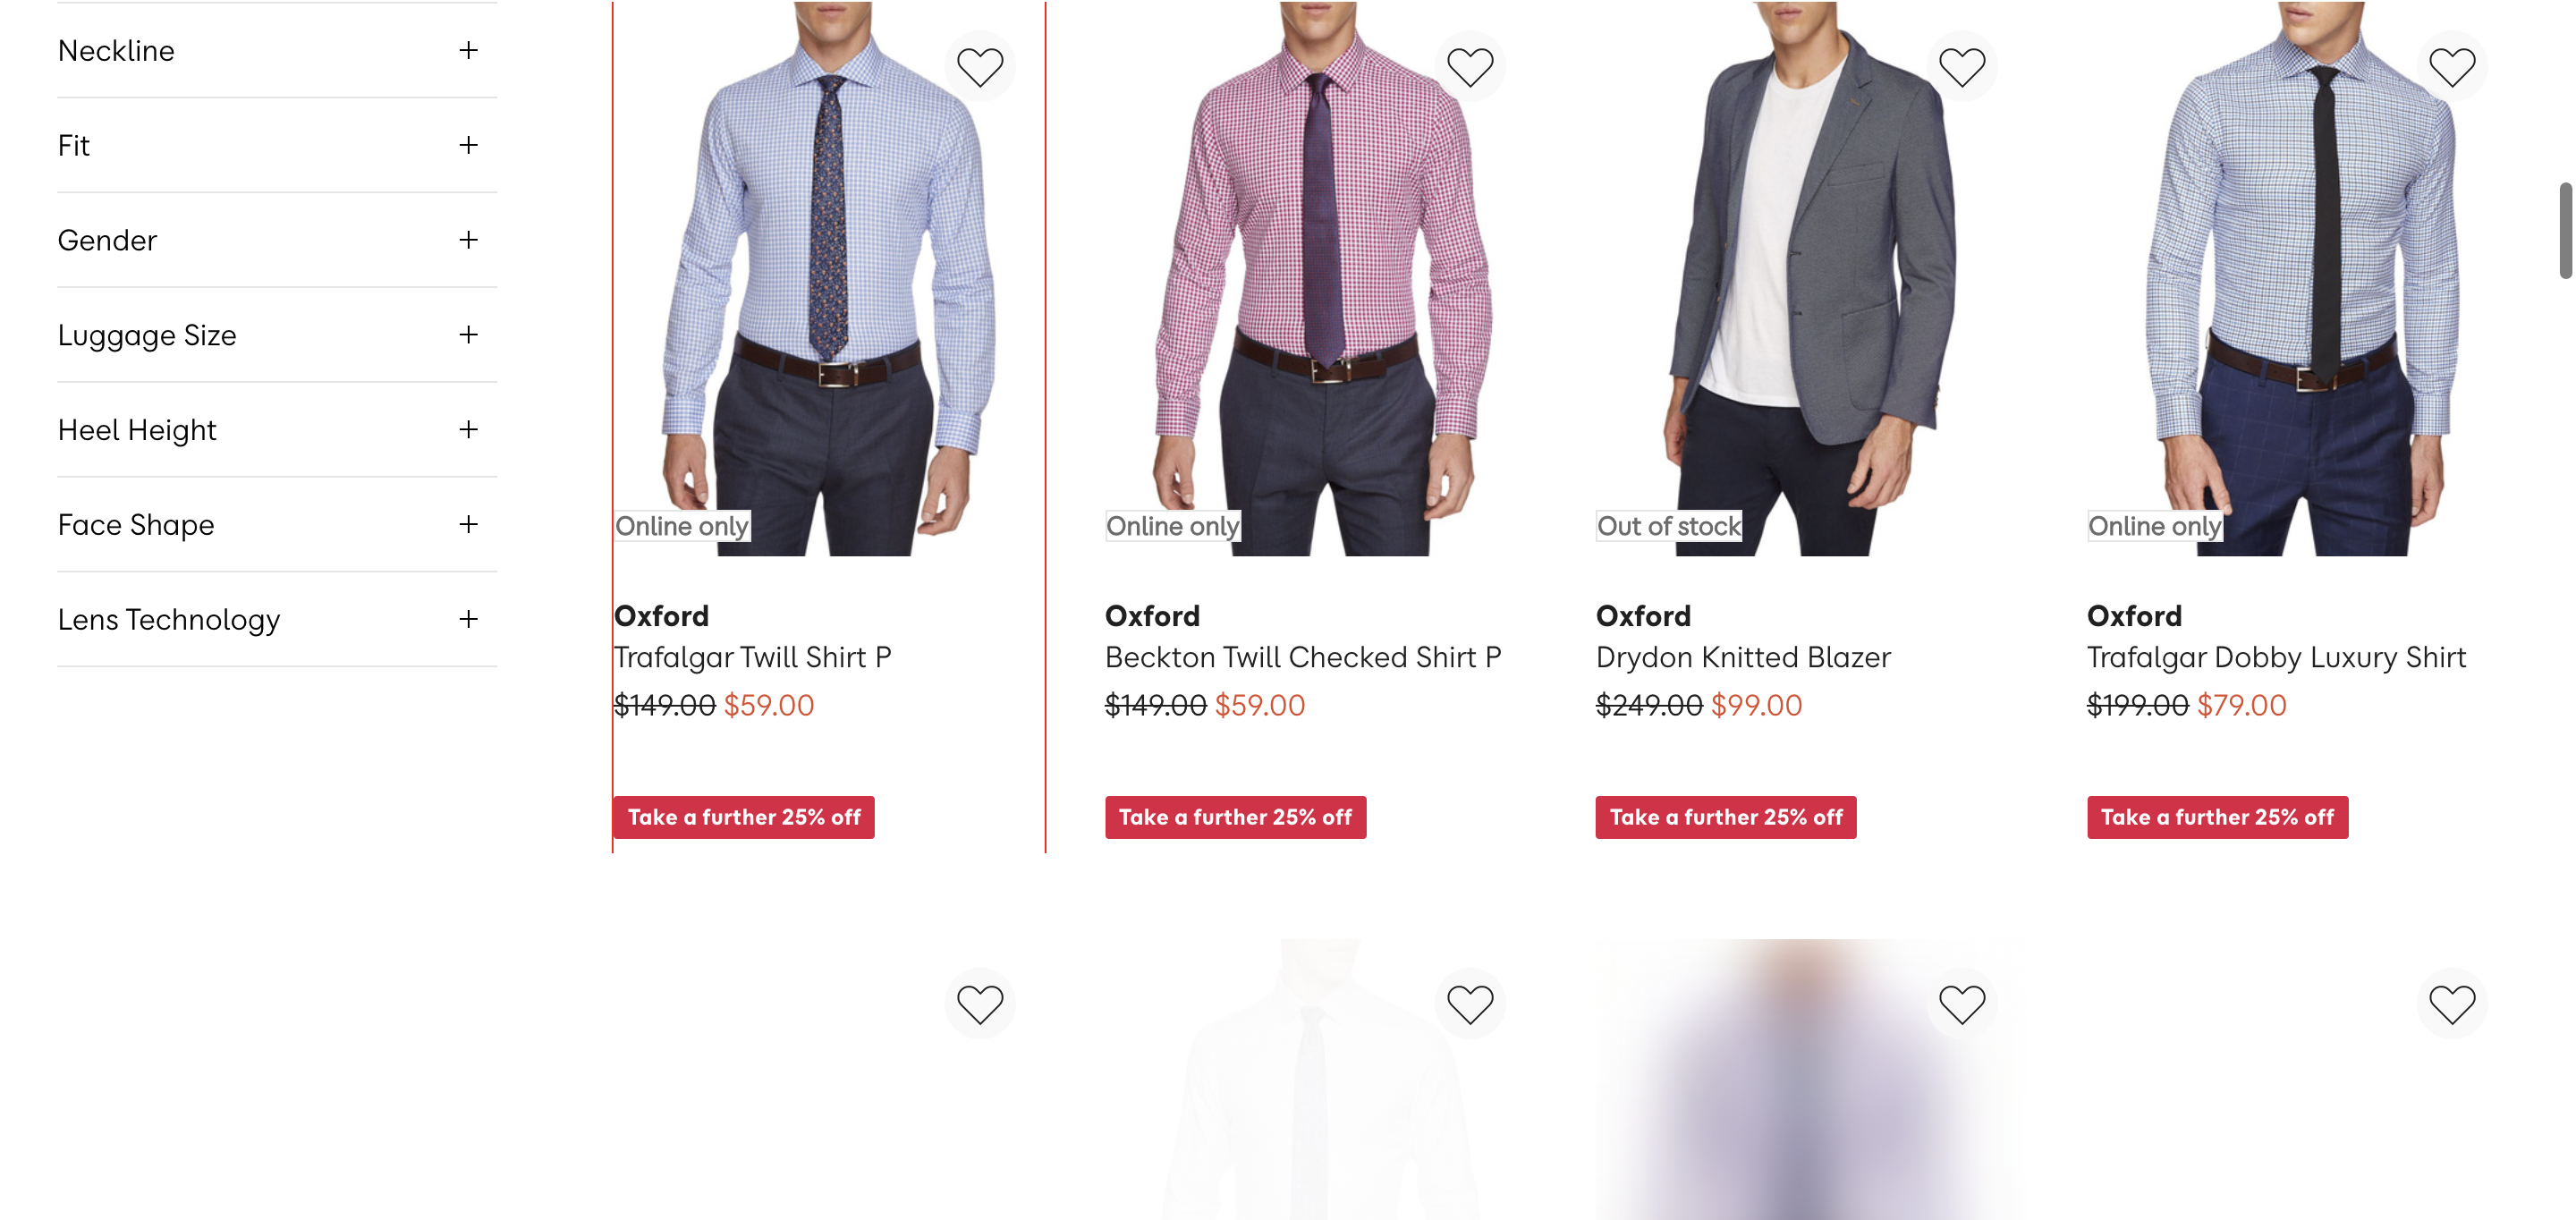 Neckline
Fit
Gender
Luggage Size
Heel Height
Face Shape
Lens Technology
Online only
Oxford
Trafalgar Twill Shirt P
$149.00 $59.00
Take a further 25% off
Online only
Oxford
Beckton Twill Checked Shirt P
$149.00 $59.00
Take a further 25% off
Out of stock
Oxford
Drydon Knitted Blazer
$249.00 $99.00
Take a further 25% off
Online only
Oxford
Trafalgar Dobby Luxury Shirt
$199.00 $79.00
Take a further 25% off